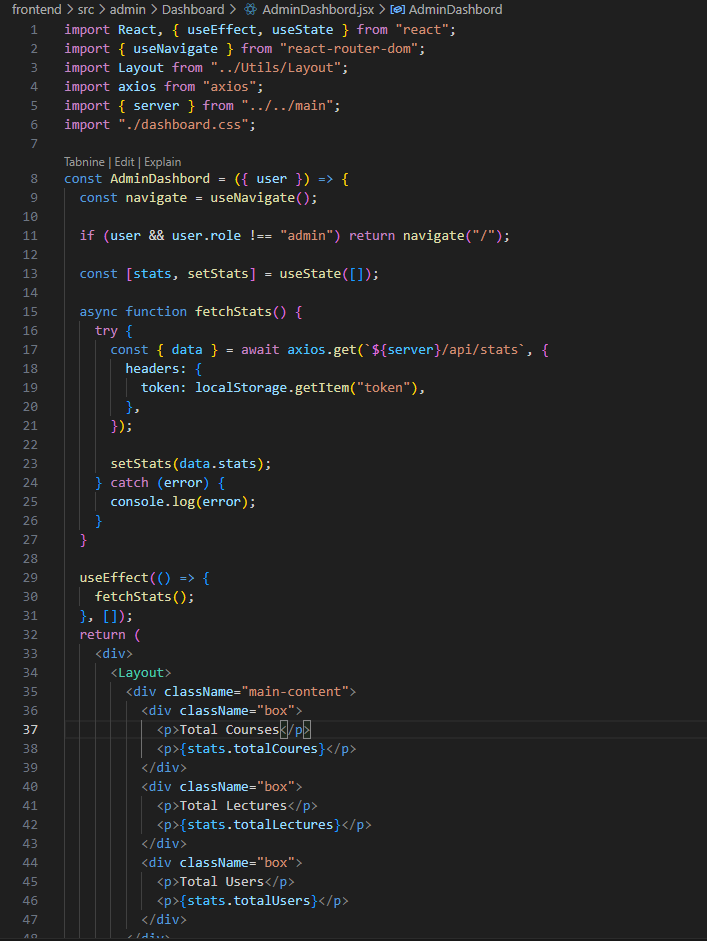 frontend > src > admin > Dashboard > AdminDashbord.jsx > AdminDashbord
1 import React, { useEffect, useState } from "react";
2 import { useNavigate } from "react-router-dom";
3 import Layout from "../Utils/Layout";
4 import axios from "axios";
5 import { server } from "../../main";
6 import "./dashboard.css";
7
Tabnine | Edit | Explain
8 const AdminDashbord = ({ user }) => {
9   const navigate = useNavigate();
10
11   if (user && user.role !== "admin") return navigate("/");
12
13   const [stats, setStats] = useState([]);
14
15   async function fetchStats() {
16     try {
17       const { data } = await axios.get(`${server}/api/stats`, {
18         headers: {
19           token: localStorage.getItem("token"),
20         },
21       });
22
23       setStats(data.stats);
24     } catch (error) {
25       console.log(error);
26     }
27   }
28
29   useEffect(() => {
30     fetchStats();
31   }, []);
32   return (
33     <div>
34       <Layout>
35         <div className="main-content">
36           <div className="box">
37             <p>Total Courses</p>
38             <p>{stats.totalCoures}</p>
39           </div>
40           <div className="box">
41             <p>Total Lectures</p>
42             <p>{stats.totalLectures}</p>
43           </div>
44           <div className="box">
45             <p>Total Users</p>
46             <p>{stats.totalUsers}</p>
47           </div>
48         </div>